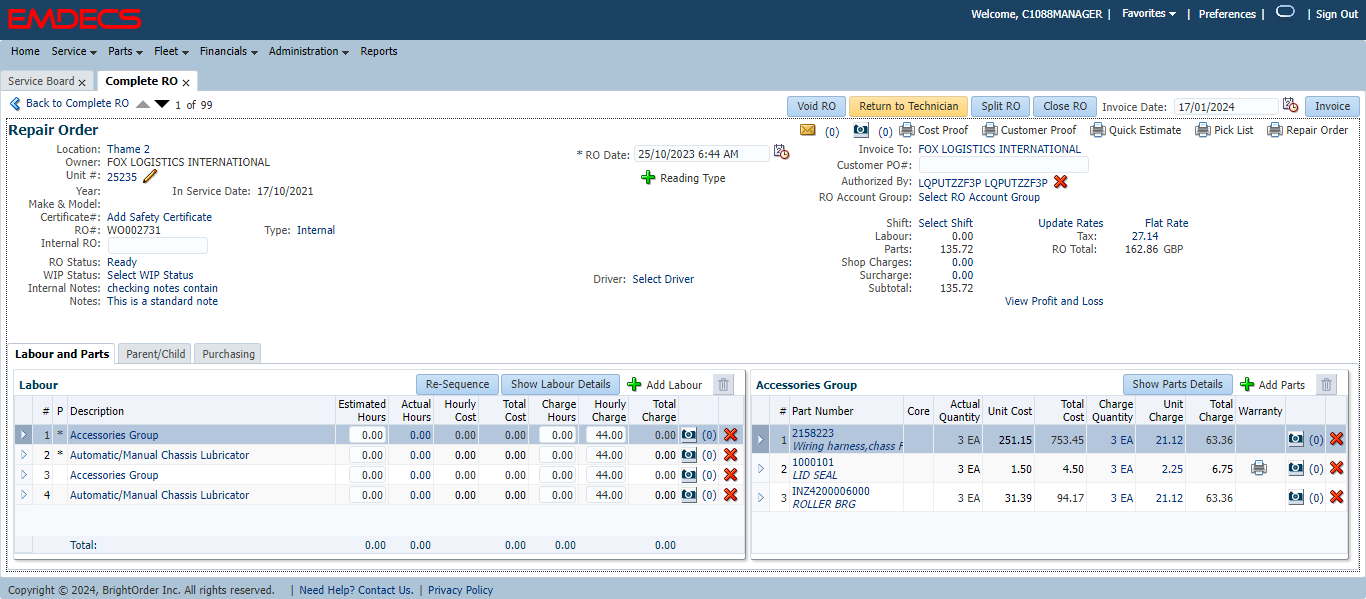 EMDECS
Welcome, C1088MANAGER | Favorites | Preferences | | Sign Out
Home Service Parts Fleet Financials Administration Reports
Service Board x Complete RO x
Back to Complete RO 1 of 99 Void RO Return to Technician Split RO Close RO Invoice Date: 17/01/2024 Invoice
Repair Order (0) (0) Cost Proof Customer Proof Quick Estimate Pick List Repair Order
Location: Thame 2 * RO Date: 25/10/2023 6:44 AM Invoice To: FOX LOGISTICS INTERNATIONAL
Owner: FOX LOGISTICS INTERNATIONAL Customer PO#:
Unit #: 25235 Reading Type Authorized By: LQPUTZZF3P LQPUTZZF3P
Year: In Service Date: 17/10/2021 RO Account Group: Select RO Account Group
Make & Model:
Certificate#: Add Safety Certificate Shift: Select Shift Update Rates Flat Rate
RO#: WO002731 Type: Internal Labour: 0.00 Tax: 27.14
Internal RO: Parts: 135.72 RO Total: 162.86 GBP
RO Status: Ready Shop Charges: 0.00
WIP Status: Select WIP Status Driver: Select Driver Surcharge: 0.00
Internal Notes: checking notes contain Subtotal: 135.72
Notes: This is a standard note View Profit and Loss
Labour and Parts Parent/Child Purchasing
Labour Re-Sequence Show Labour Details Add Labour
# P Description Estimated Hours Actual Hours Hourly Cost Total Cost Charge Hours Hourly Charge Total Charge
1 * Accessories Group 0.00 0.00 0.00 0.00 0.00 44.00 0.00 (0)
2 * Automatic/Manual Chassis Lubricator 0.00 0.00 0.00 0.00 0.00 44.00 0.00 (0)
3 Accessories Group 0.00 0.00 0.00 0.00 0.00 44.00 0.00 (0)
4 Automatic/Manual Chassis Lubricator 0.00 0.00 0.00 0.00 0.00 44.00 0.00 (0)
Total: 0.00 0.00 0.00 0.00 0.00
Accessories Group Show Parts Details Add Parts
# Part Number Core Actual Quantity Unit Cost Total Cost Charge Quantity Unit Charge Total Charge Warranty
1 2158223 3 EA 251.15 753.45 3 EA 21.12 63.36 (0)
Wiring harness,chass F
2 1000101 3 EA 1.50 4.50 3 EA 2.25 6.75 (0)
LID SEAL
3 INZ4200006000 3 EA 31.39 94.17 3 EA 21.12 63.36 (0)
ROLLER BRG
Copyright © 2024, BrightOrder Inc. All rights reserved. | Need Help? Contact Us. | Privacy Policy